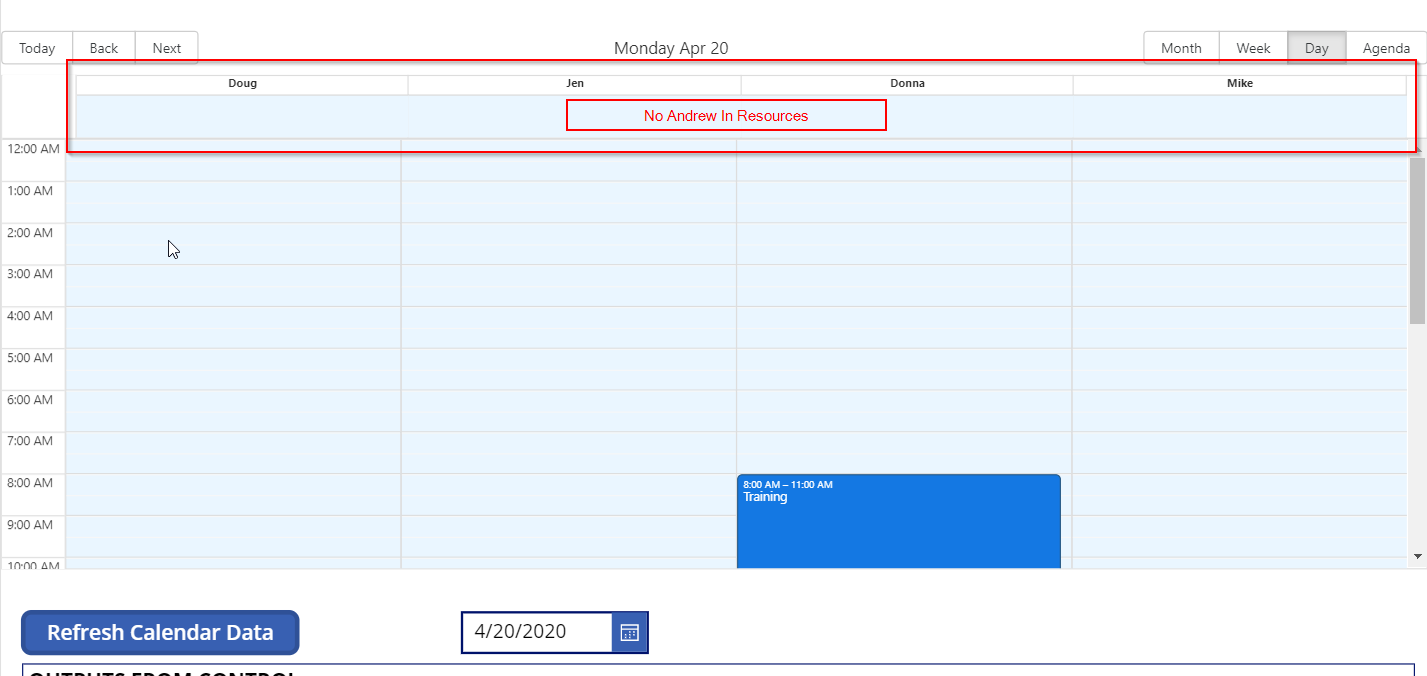 Today Back Next Monday Apr 20 Month Week Day Agenda
Doug Jen Donna Mike
No Andrew In Resources
12:00 AM
1:00 AM
2:00 AM
3:00 AM
4:00 AM
5:00 AM
6:00 AM
7:00 AM
8:00 AM
8:00 AM – 11:00 AM
Training
9:00 AM
10:00 AM
Refresh Calendar Data 4/20/2020
OUTPUTS FROM CONTROL